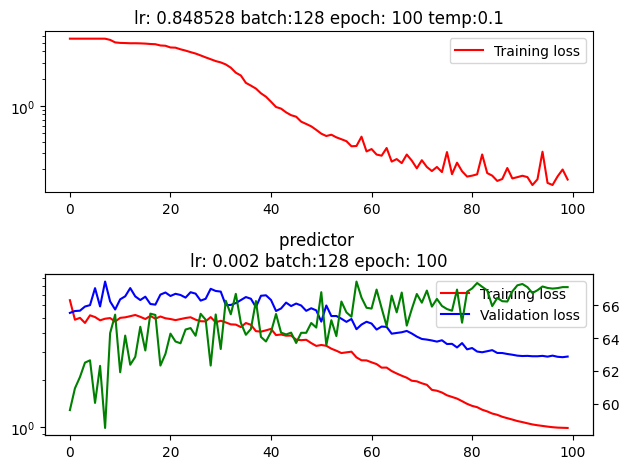 lr: 0.848528 batch:128 epoch: 100 temp:0.1
Training loss
10⁰
0 20 40 60 80 100
predictor
lr: 0.002 batch:128 epoch: 100
Training loss
Validation loss
66
64
62
60
10⁰
0 20 40 60 80 100